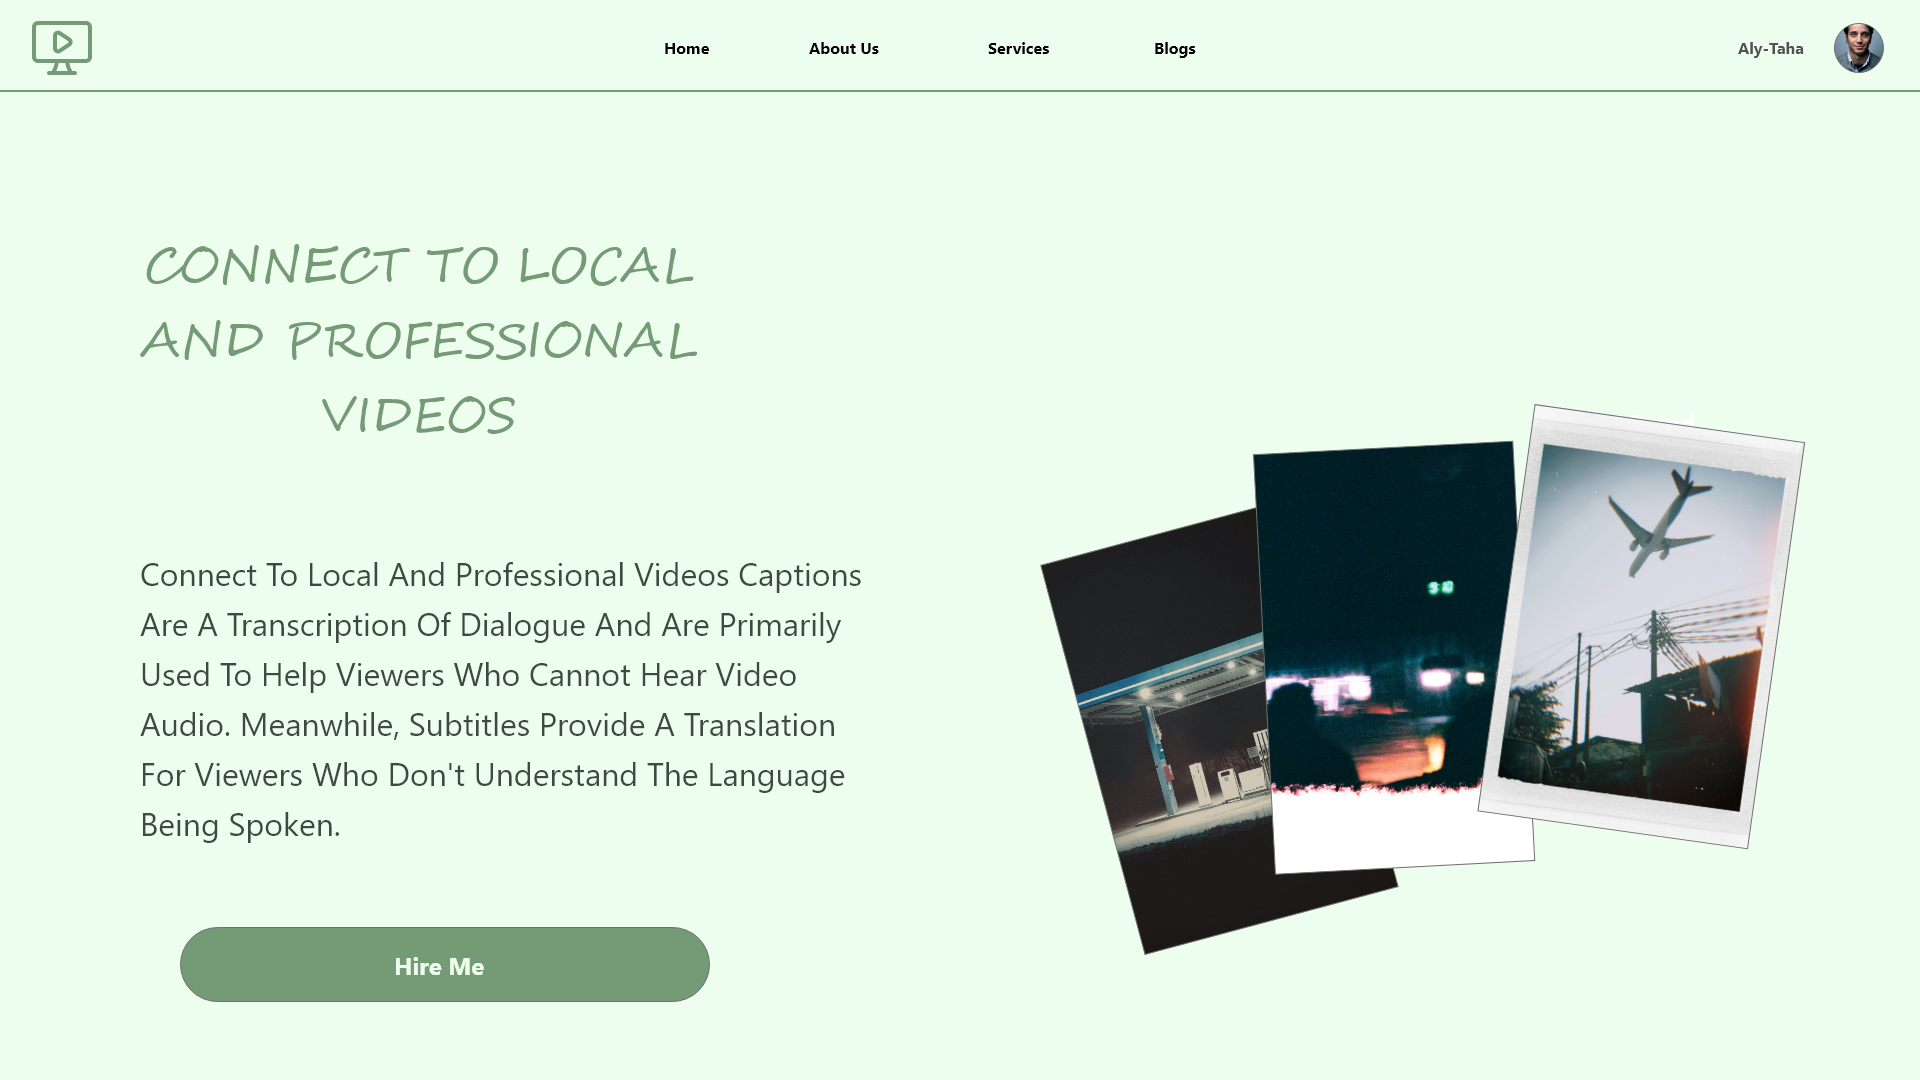 Home About Us Services Blogs Aly-Taha
CONNECT TO LOCAL
AND PROFESSIONAL
VIDEOS
Connect To Local And Professional Videos Captions
Are A Transcription Of Dialogue And Are Primarily
Used To Help Viewers Who Cannot Hear Video
Audio. Meanwhile, Subtitles Provide A Translation
For Viewers Who Don't Understand The Language
Being Spoken.
Hire Me